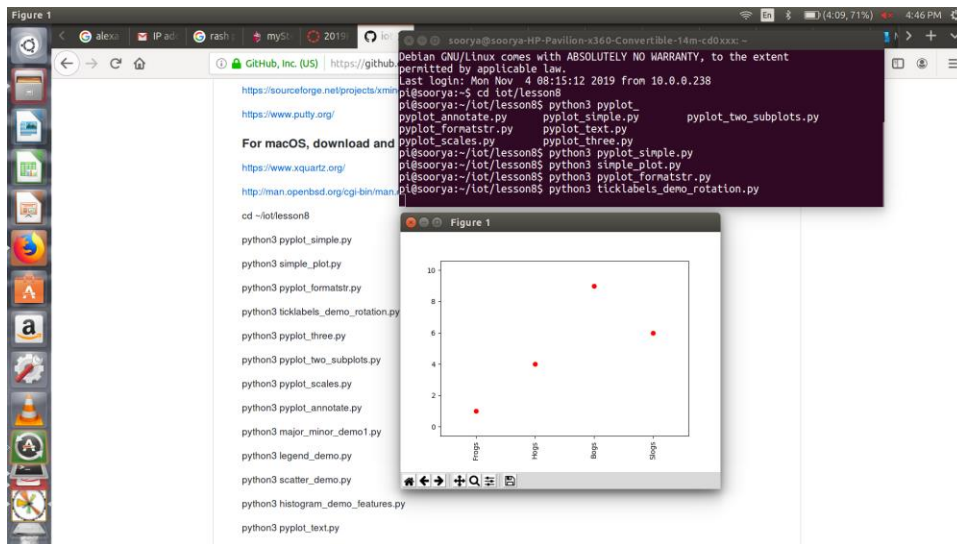 Figure 1
En
(4:09, 71%)
4:46 PM
alexa
IP ad
rash
mySt
2019
iot
GitHub, Inc. (US)
https://github.
https://sourceforge.net/projects/xmin
https://www.putty.org/
For macOS, download and
https://www.xquartz.org/
http://man.openbsd.org/cgi-bin/man.
cd ~/iot/lesson8
python3 pyplot_simple.py
python3 simple_plot.py
python3 pyplot_formatstr.py
python3 ticklabels_demo_rotation.py
python3 pyplot_three.py
python3 pyplot_two_subplots.py
python3 pyplot_scales.py
python3 pyplot_annotate.py
python3 major_minor_demo1.py
python3 legend_demo.py
python3 scatter_demo.py
python3 histogram_demo_features.py
python3 pyplot_text.py
soorya@soorya-HP-Pavilion-x360-Convertible-14m-cd0xxx: ~
Debian GNU/Linux comes with ABSOLUTELY NO WARRANTY, to the extent
permitted by applicable law.
Last login: Mon Nov  4 08:15:12 2019 from 10.0.0.238
pi@soorya:~$ cd iot/lesson8
pi@soorya:~/iot/lesson8$ python3 pyplot_
pyplot_annotate.py pyplot_simple.py pyplot_two_subplots.py
pyplot_formatstr.py pyplot_text.py
pyplot_scales.py pyplot_three.py
pi@soorya:~/iot/lesson8$ python3 pyplot_simple.py
pi@soorya:~/iot/lesson8$ python3 simple_plot.py
pi@soorya:~/iot/lesson8$ python3 pyplot_formatstr.py
pi@soorya:~/iot/lesson8$ python3 ticklabels_demo_rotation.py
Figure 1
10
8
6
4
2
0
Frogs
Hogs
Bogs
Slogs